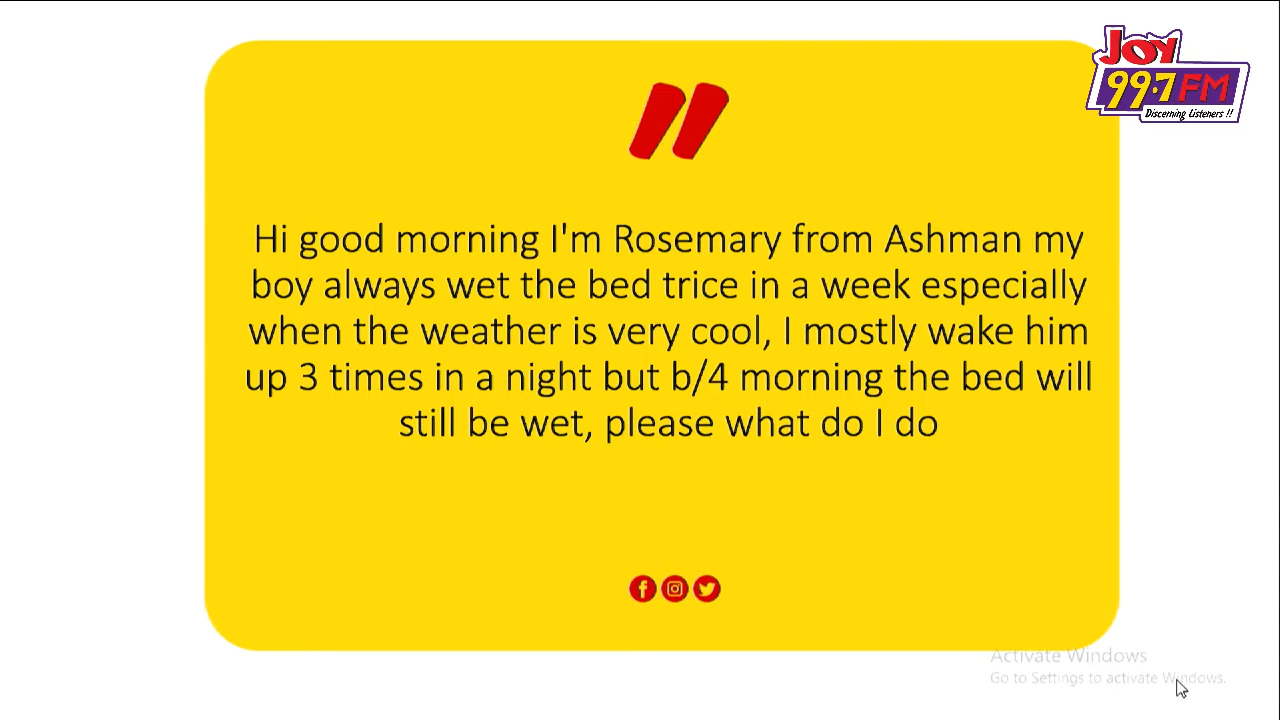 JOY
99.7 FM
Discerning Listeners !!
Hi good morning I'm Rosemary from Ashman my
boy always wet the bed trice in a week especially
when the weather is very cool, I mostly wake him
up 3 times in a night but b/4 morning the bed will
still be wet, please what do I do
Activate Windows
Go to Settings to activate Windows.